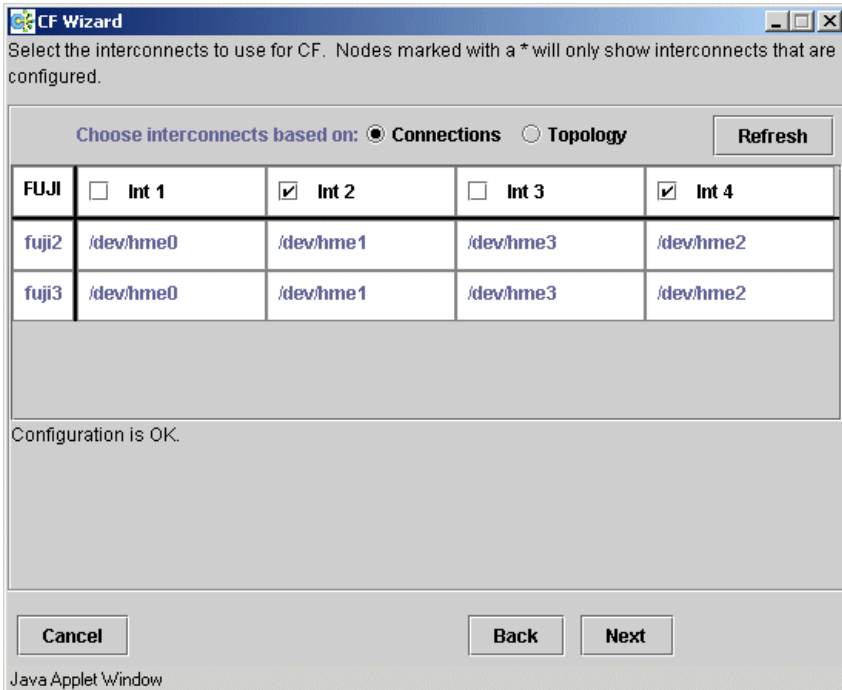 CF Wizard
Select the interconnects to use for CF. Nodes marked with a * will only show interconnects that are
configured.
Choose interconnects based on: Connections Topology Refresh
FUJI Int 1 Int 2 Int 3 Int 4
fuji2 /dev/hme0 /dev/hme1 /dev/hme3 /dev/hme2
fuji3 /dev/hme0 /dev/hme1 /dev/hme3 /dev/hme2
Configuration is OK.
Cancel Back Next
Java Applet Window